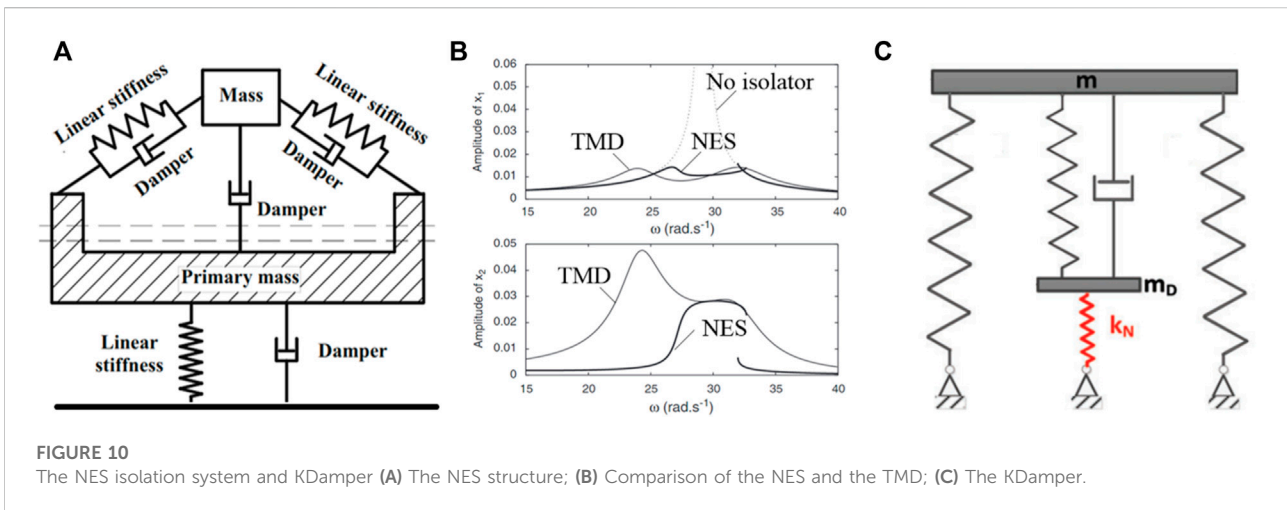 A
Linear stiffness
Damper
Mass
Linear stiffness
Damper
Damper
Primary mass
Linear
stiffness
Damper
B
Amplitude of x₁
0.06
0.05
0.04
0.03
0.02
0.01
0
No isolator
TMD
NES
15 20 25 30 35 40
ω (rad.s⁻¹)
Amplitude of x₂
0.05
0.04
0.03
0.02
0.01
0
TMD
NES
15 20 25 30 35 40
ω (rad.s⁻¹)
C
m
m_D
k_N
FIGURE 10
The NES isolation system and KDamper (A) The NES structure; (B) Comparison of the NES and the TMD; (C) The KDamper.